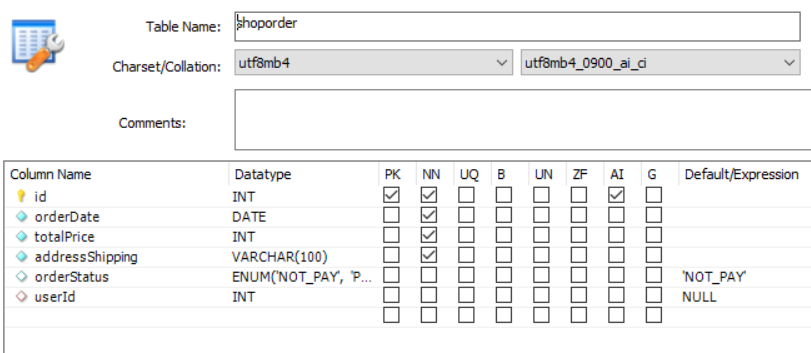 Table Name: shoporder
Charset/Collation: utf8mb4 utf8mb4_0900_ai_ci
Comments:
Column Name Datatype PK NN UQ B UN ZF AI G Default/Expression
id INT
orderDate DATE
totalPrice INT
addressShipping VARCHAR(100)
orderStatus ENUM('NOT_PAY', 'P... 'NOT_PAY'
userId INT NULL